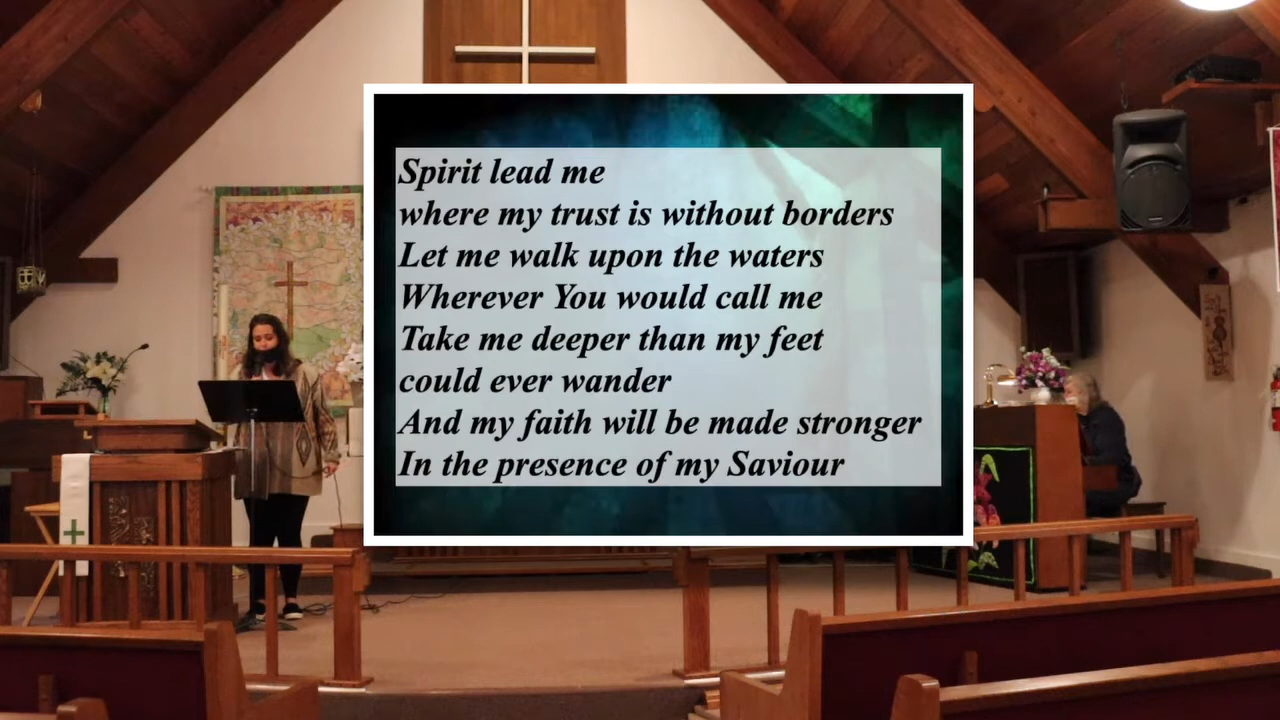 Spirit lead me
where my trust is without borders
Let me walk upon the waters
Wherever You would call me
Take me deeper than my feet
could ever wander
And my faith will be made stronger
In the presence of my Saviour